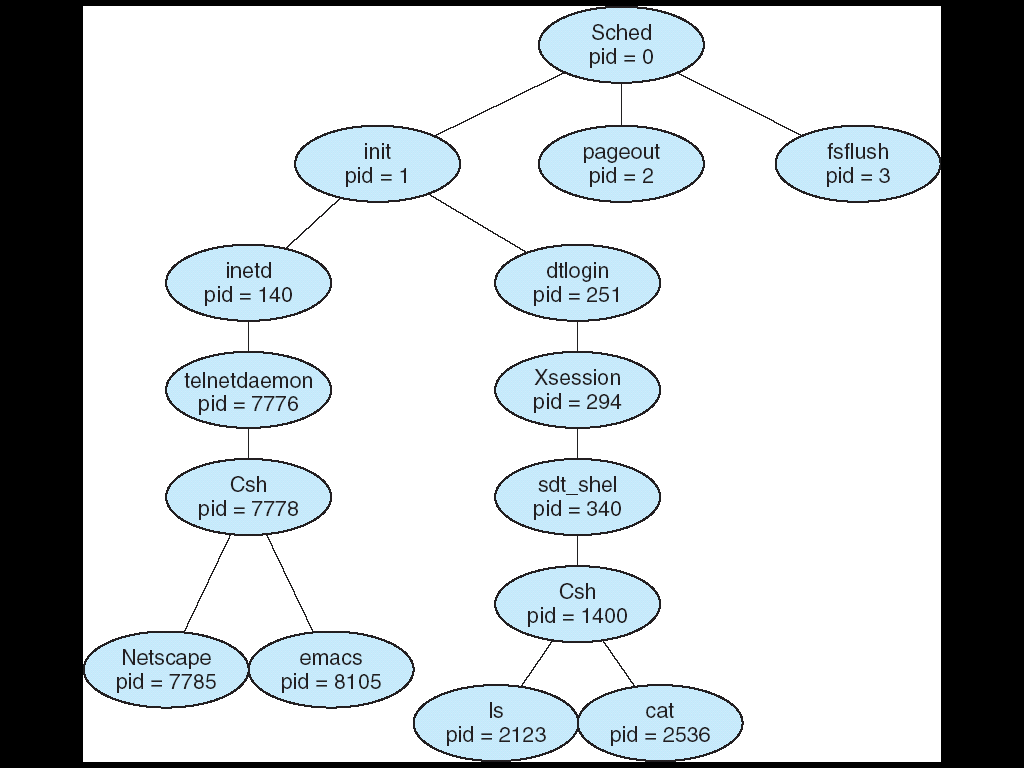 Sched
pid = 0
init
pid = 1
pageout
pid = 2
fsflush
pid = 3
inetd
pid = 140
dtlogin
pid = 251
telnetdaemon
pid = 7776
Xsession
pid = 294
Csh
pid = 7778
sdt_shel
pid = 340
Csh
pid = 1400
Netscape
pid = 7785
emacs
pid = 8105
ls
pid = 2123
cat
pid = 2536